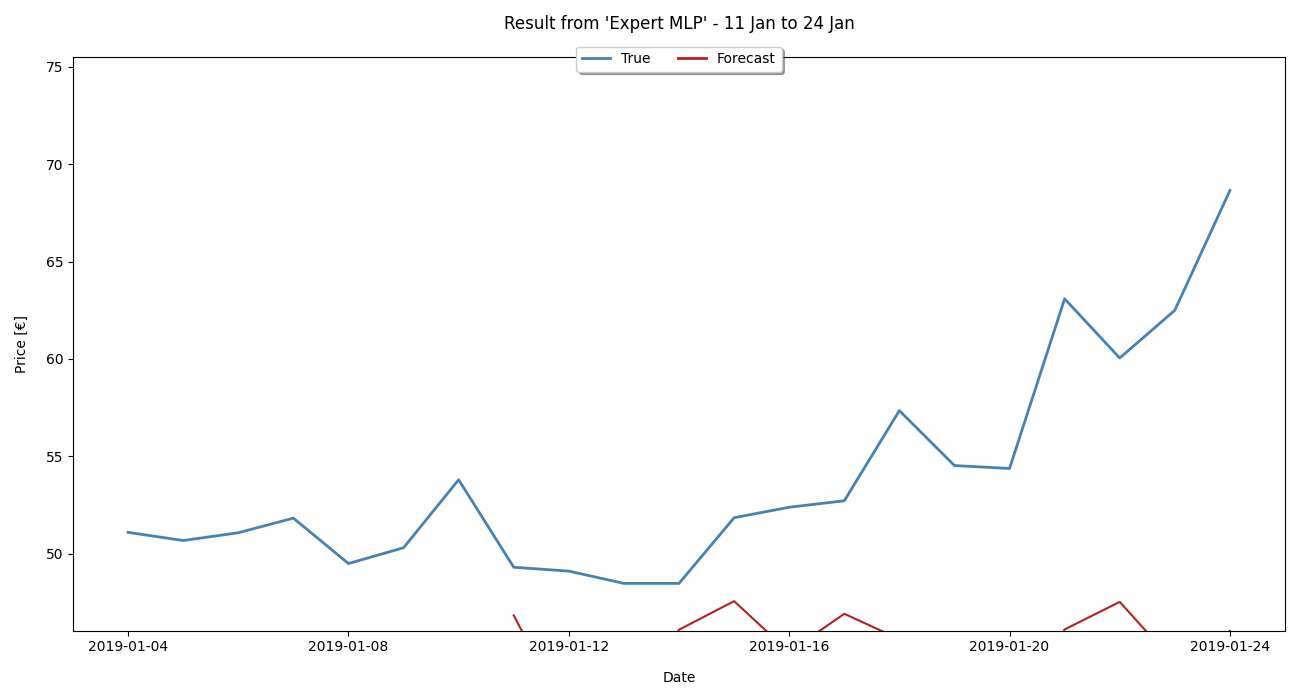 Result from 'Expert MLP' - 11 Jan to 24 Jan
True Forecast
75
70
65
60
55
50
Price [€]
2019-01-04 2019-01-08 2019-01-12 2019-01-16 2019-01-20 2019-01-24
Date